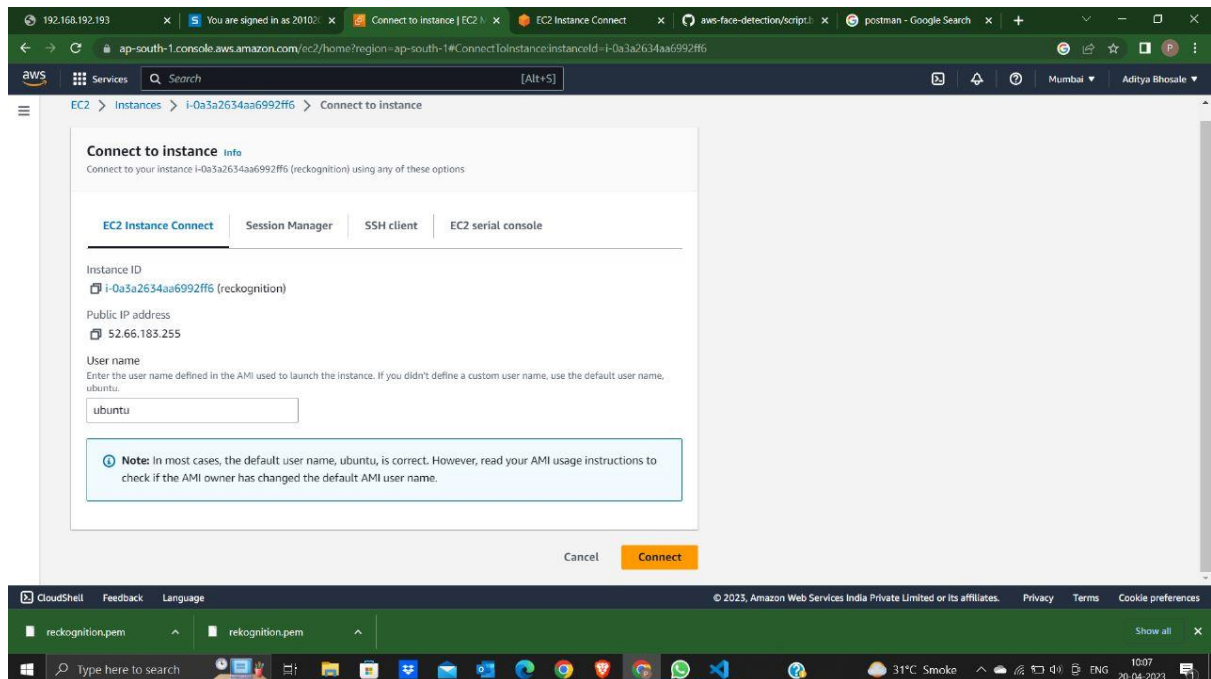 192.168.192.193
You are signed in as 20102
Connect to instance | EC2 M
EC2 Instance Connect
aws-face-detection/script.b
postman - Google Search
ap-south-1.console.aws.amazon.com/ec2/home?region=ap-south-1#ConnectToInstance:instanceId=i-0a3a2634aa6992ff6
aws Services Search [Alt+S] Mumbai Aditya Bhosale
EC2 > Instances > i-0a3a2634aa6992ff6 > Connect to instance
Connect to instance Info
Connect to your instance i-0a3a2634aa6992ff6 (reckognition) using any of these options
EC2 Instance Connect Session Manager SSH client EC2 serial console
Instance ID
i-0a3a2634aa6992ff6 (reckognition)
Public IP address
52.66.183.255
User name
Enter the user name defined in the AMI used to launch the instance. If you didn't define a custom user name, use the default user name,
ubuntu.
ubuntu
Note: In most cases, the default user name, ubuntu, is correct. However, read your AMI usage instructions to
check if the AMI owner has changed the default AMI user name.
Cancel Connect
CloudShell Feedback Language © 2023, Amazon Web Services India Private Limited or its affiliates. Privacy Terms Cookie preferences
reckognition.pem rekognition.pem Show all
Type here to search 31°C Smoke ENG 10:07
20-04-2023